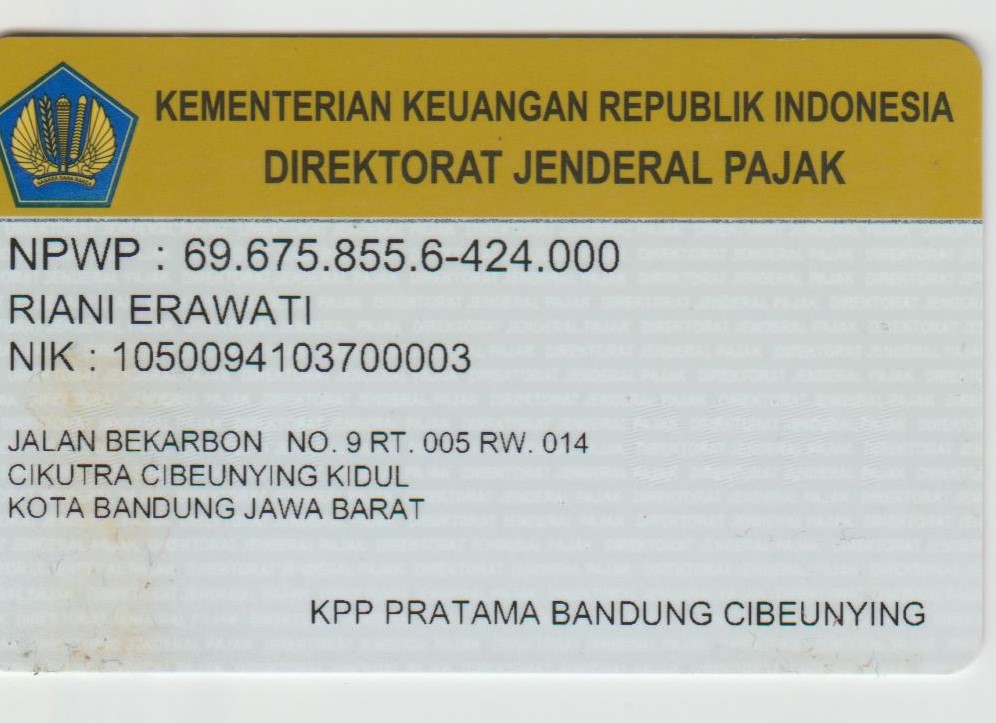 KEMENTERIAN KEUANGAN REPUBLIK INDONESIA
DIREKTORAT JENDERAL PAJAK
NPWP : 69.675.855.6-424.000
RIANI ERAWATI
NIK : 1050094103700003
JALAN BEKARBON NO. 9 RT. 005 RW. 014
CIKUTRA CIBEUNYING KIDUL
KOTA BANDUNG JAWA BARAT
KPP PRATAMA BANDUNG CIBEUNYING